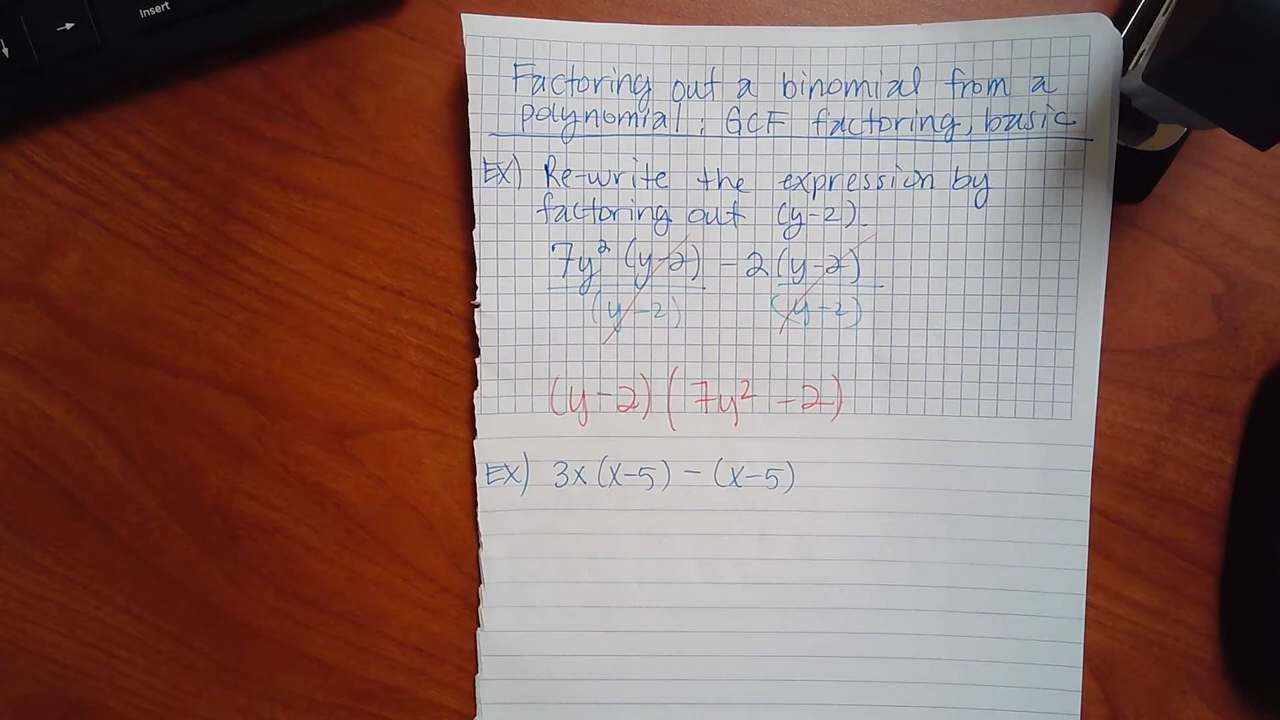 Insert
Factoring out a binomial from a
polynomial: GCF factoring, basic
EX) Re-write the expression by
factoring out (y-2).
7y² (y-2) - 2 (y-2)
(y-2) (y-2)
(y-2) (7y² - 2)
EX) 3x (x-5) - (x-5)